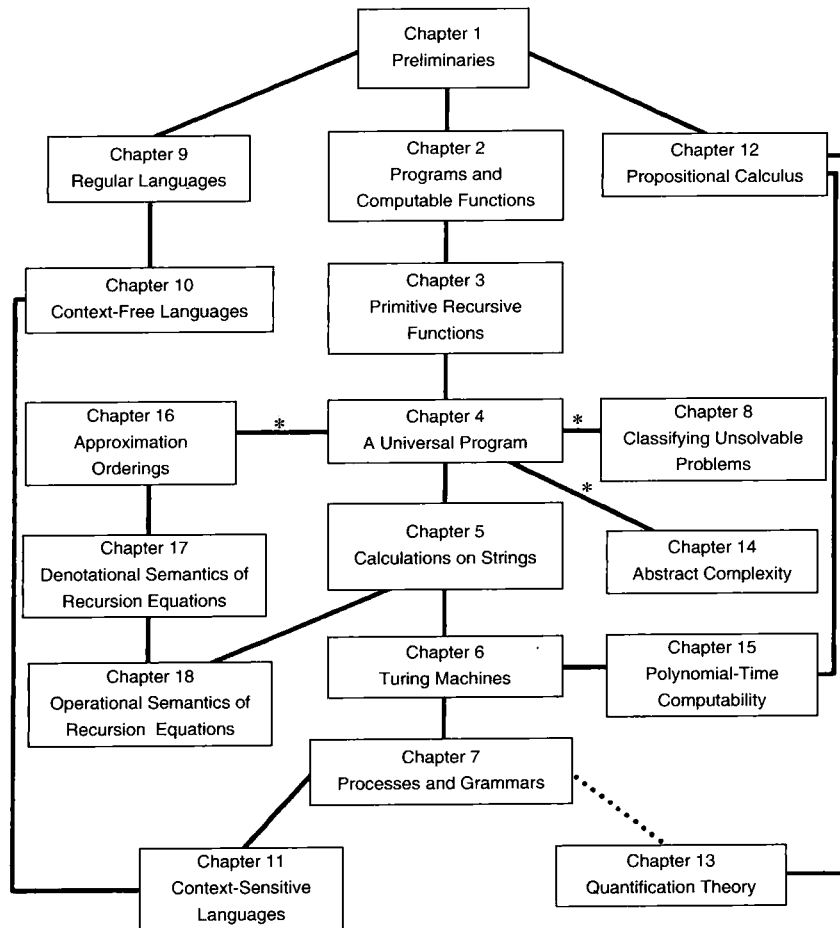 Chapter 1
Preliminaries
Chapter 9
Regular Languages
Chapter 2
Programs and
Computable Functions
Chapter 12
Propositional Calculus
Chapter 10
Context-Free Languages
Chapter 3
Primitive Recursive
Functions
Chapter 16
Approximation
Orderings
*
Chapter 4
A Universal Program
*
Chapter 8
Classifying Unsolvable
Problems
*
Chapter 17
Denotational Semantics of
Recursion Equations
Chapter 5
Calculations on Strings
Chapter 14
Abstract Complexity
Chapter 18
Operational Semantics of
Recursion Equations
Chapter 6
Turing Machines
Chapter 15
Polynomial-Time
Computability
Chapter 7
Processes and Grammars
Chapter 11
Context-Sensitive
Languages
Chapter 13
Quantification Theory